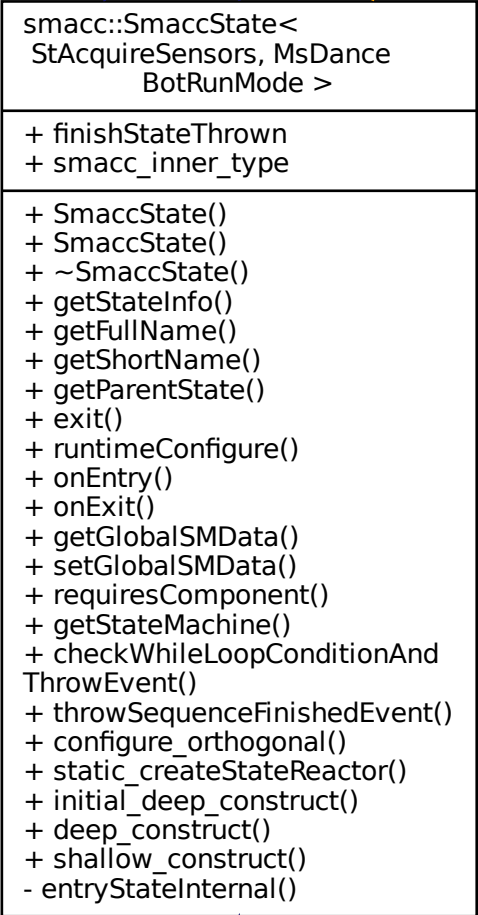 smacc::SmaccState<
StAcquireSensors, MsDance
BotRunMode >
+ finishStateThrown
+ smacc_inner_type
+ SmaccState()
+ SmaccState()
+ ~SmaccState()
+ getStateInfo()
+ getFullName()
+ getShortName()
+ getParentState()
+ exit()
+ runtimeConfigure()
+ onEntry()
+ onExit()
+ getGlobalSMData()
+ setGlobalSMData()
+ requiresComponent()
+ getStateMachine()
+ checkWhileLoopConditionAnd
ThrowEvent()
+ throwSequenceFinishedEvent()
+ configure_orthogonal()
+ static_createStateReactor()
+ initial_deep_construct()
+ deep_construct()
+ shallow_construct()
- entryStateInternal()